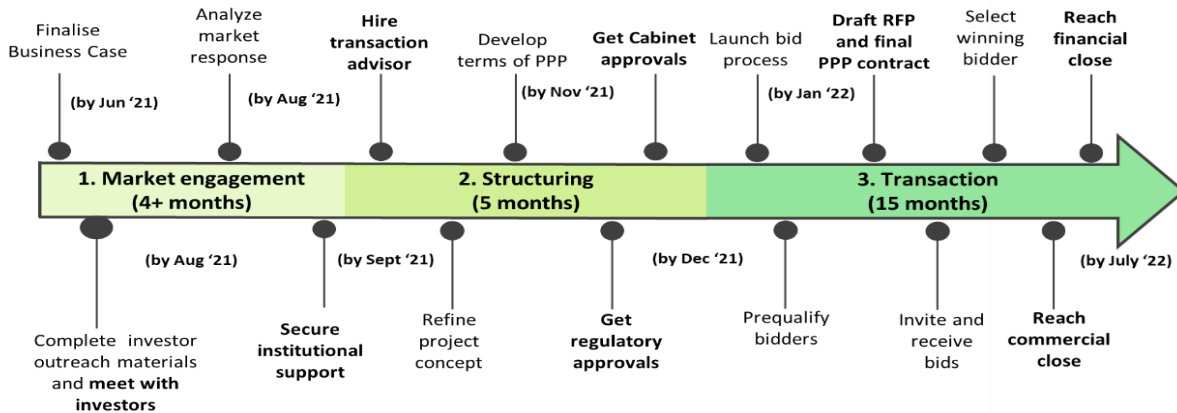 Finalise
Business Case
(by Jun ‘21)
Analyze
market
response
(by Aug ‘21)
Hire
transaction
advisor
Develop
terms of PPP
(by Nov ‘21)
Get Cabinet
approvals
Launch bid
process
(by Jan ‘22)
Draft RFP
and final
PPP contract
Select
winning
bidder
Reach
financial
close
1. Market engagement
(4+ months)
2. Structuring
(5 months)
3. Transaction
(15 months)
Complete investor
outreach materials
and meet with
investors
(by Aug ‘21)
Secure
institutional
support
(by Sept ‘21)
Refine
project
concept
Get
regulatory
approvals
(by Dec ‘21)
Prequalify
bidders
Invite and
receive
bids
Reach
commercial
close
(by July ‘22)